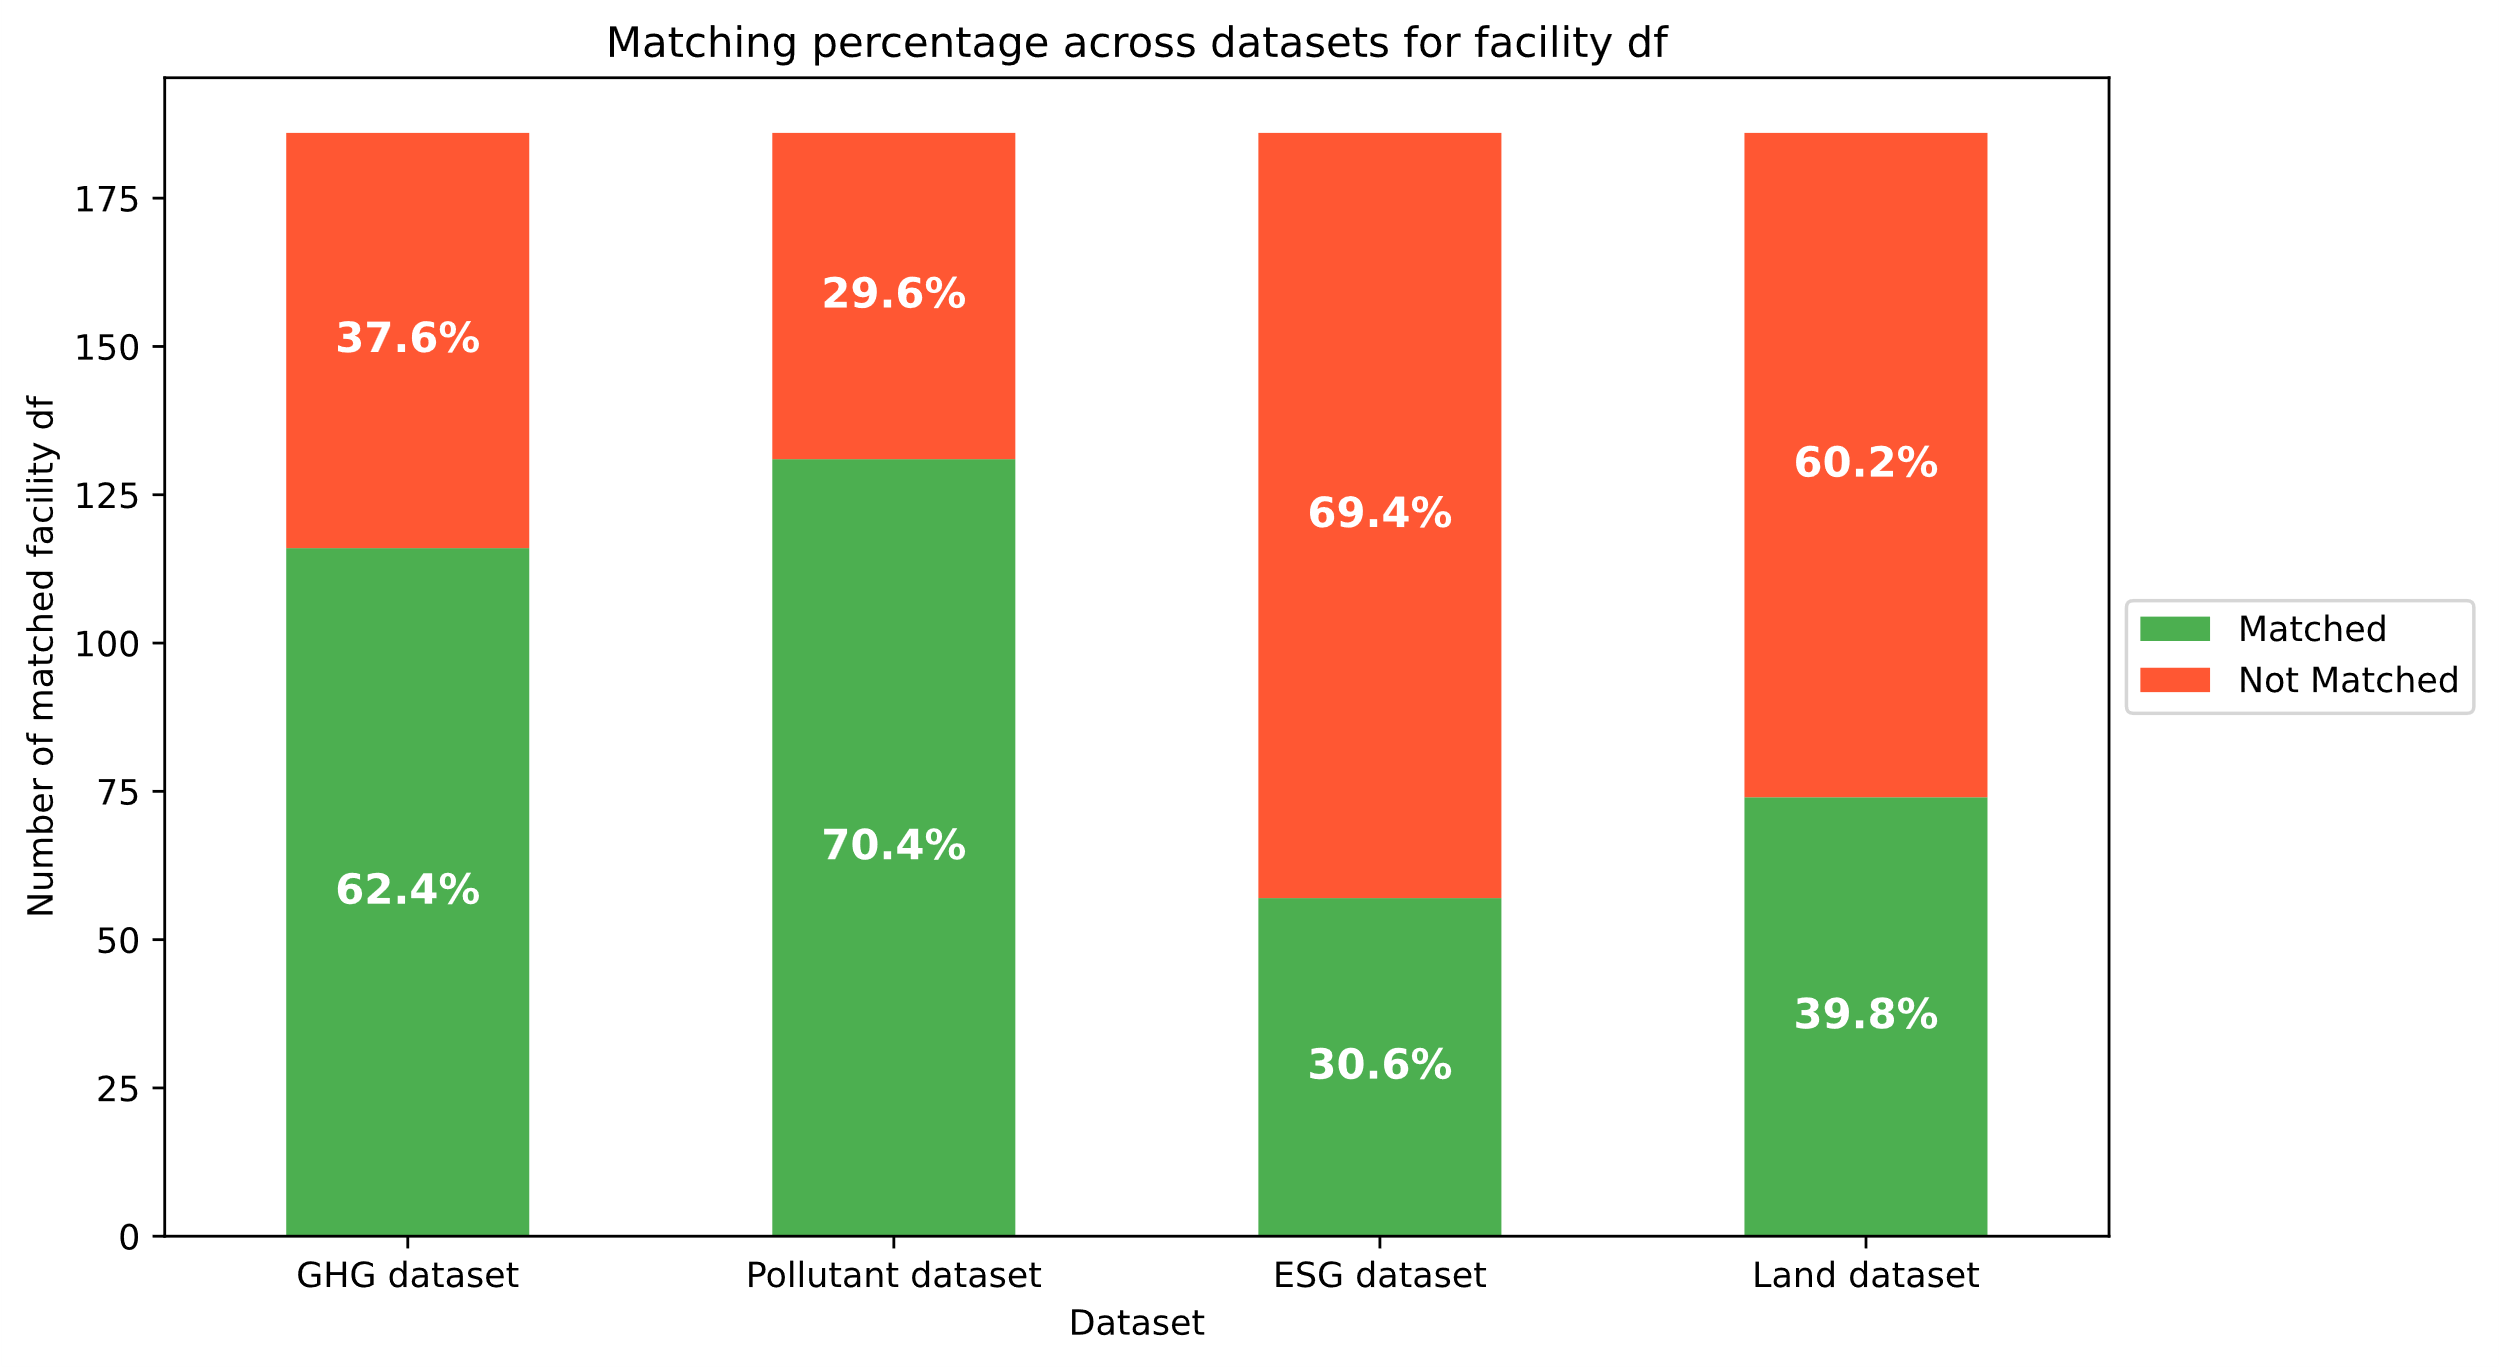 Matching percentage across datasets for facility df
Number of matched facility df
175
150
125
100
75
50
25
0
37.6%
62.4%
29.6%
70.4%
69.4%
30.6%
60.2%
39.8%
GHG dataset
Pollutant dataset
ESG dataset
Land dataset
Dataset
Matched
Not Matched